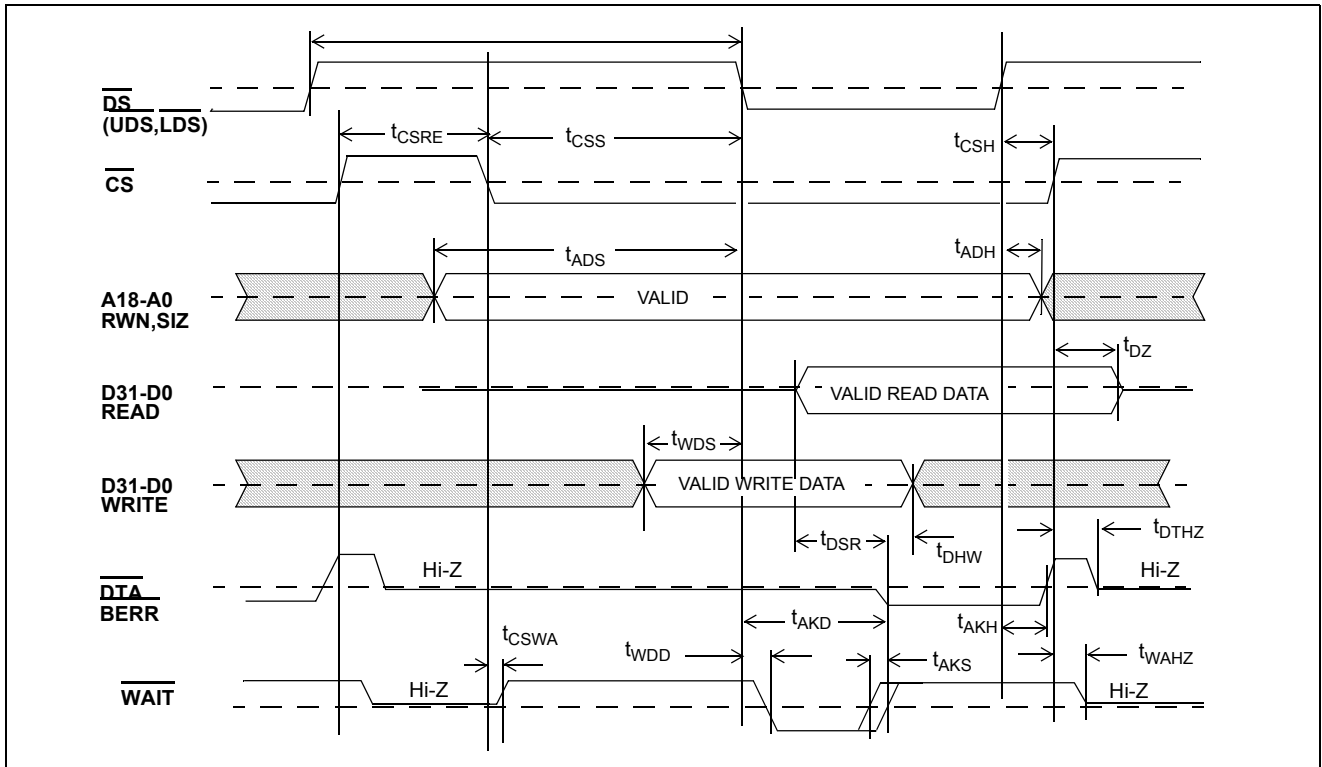 DS
(UDS,LDS)
tCSRE
tCSS
tCSH
CS
tADS
tADH
A18-A0
RWN,SIZ
VALID
tDZ
D31-D0
READ
VALID READ DATA
tWDS
D31-D0
WRITE
VALID WRITE DATA
tDSR
tDHW
tDTHZ
DTA
BERR
Hi-Z
Hi-Z
tCSWA
tWDD
tAKD
tAKS
tAKH
tWAHZ
WAIT
Hi-Z
Hi-Z